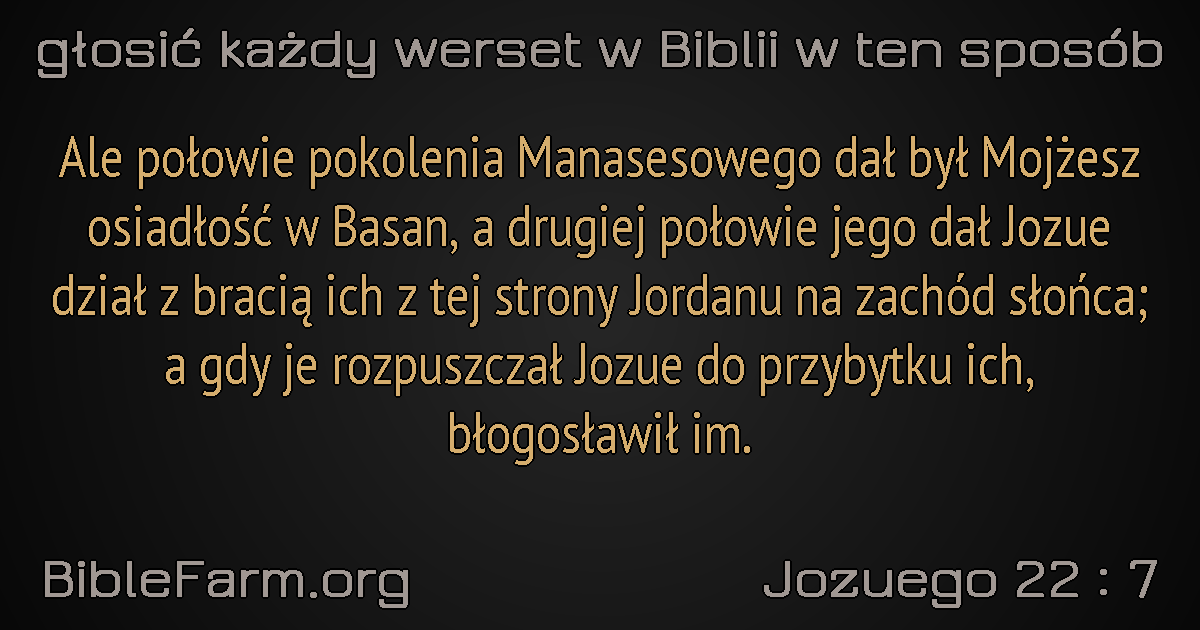 głosić każdy werset w Biblii w ten sposób
Ale połowie pokolenia Manasesowego dał był Mojżesz
osiadłość w Basan, a drugiej połowie jego dał Jozue
dział z bracią ich z tej strony Jordanu na zachód słońca;
a gdy je rozpuszczał Jozue do przybytku ich,
błogosławił im.
BibleFarm.org
Jozuego 22 : 7